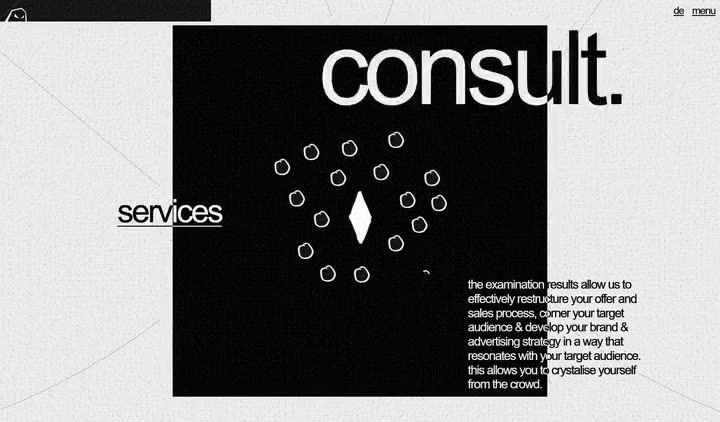 de menu
consult.
services
the examination results allow us to
effectively restructure your offer and
sales process, corner your target
audience & develop your brand &
advertising strategy in a way that
resonates with your target audience.
this allows you to crystalise yourself
from the crowd.